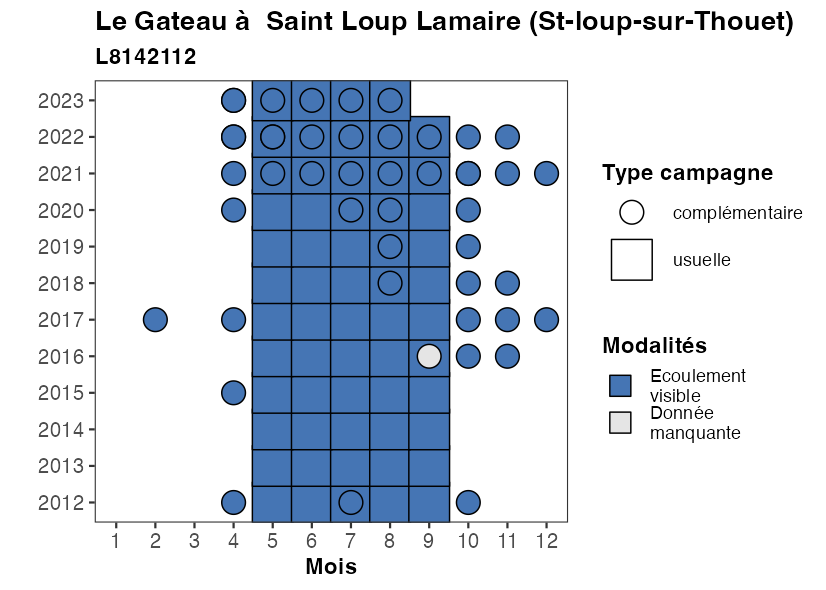 Le Gateau à  Saint Loup Lamaire (St-loup-sur-Thouet)
L8142112
2023
2022
2021
2020
2019
2018
2017
2016
2015
2014
2013
2012
1 2 3 4 5 6 7 8 9 10 11 12
Mois
Type campagne
complémentaire
usuelle
Modalités
Ecoulement
visible
Donnée
manquante